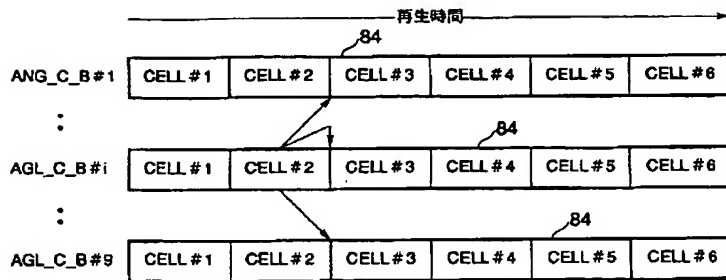 再生時間
84
ANG_C_B#1 CELL#1 CELL#2 CELL#3 CELL#4 CELL#5 CELL#6
84
AGL_C_B#i CELL#1 CELL#2 CELL#3 CELL#4 CELL#5 CELL#6
84
AGL_C_B#9 CELL#1 CELL#2 CELL#3 CELL#4 CELL#5 CELL#6